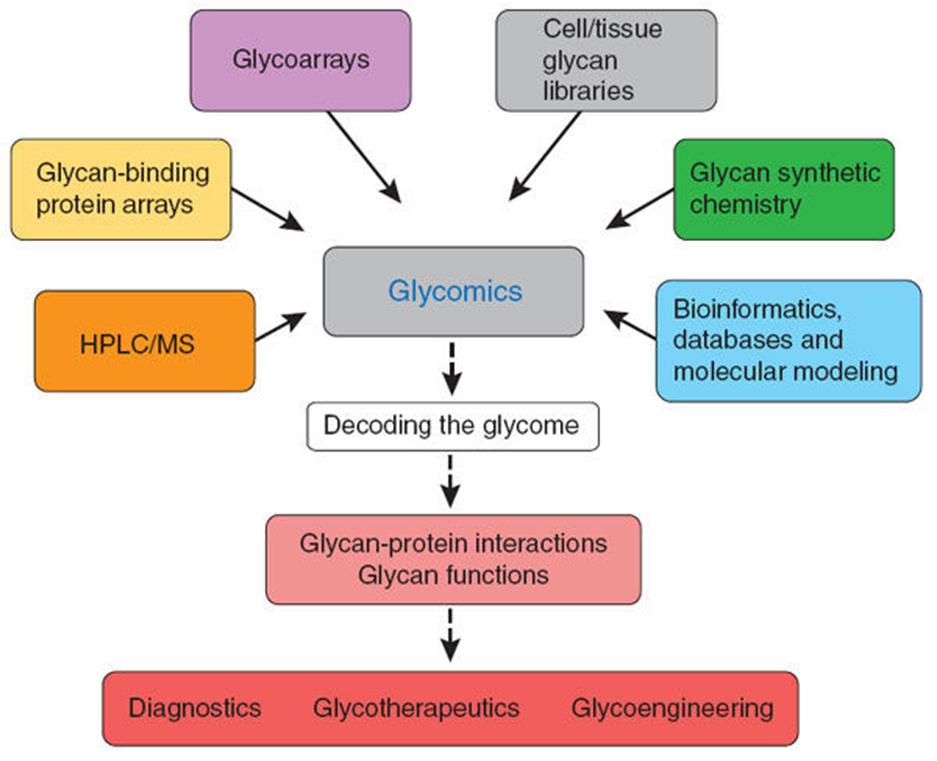 Glycoarrays
Cell/tissue
glycan
libraries
Glycan-binding
protein arrays
Glycan synthetic
chemistry
Glycomics
HPLC/MS
Bioinformatics,
databases and
molecular modeling
Decoding the glycome
Glycan-protein interactions
Glycan functions
Diagnostics Glycotherapeutics Glycoengineering